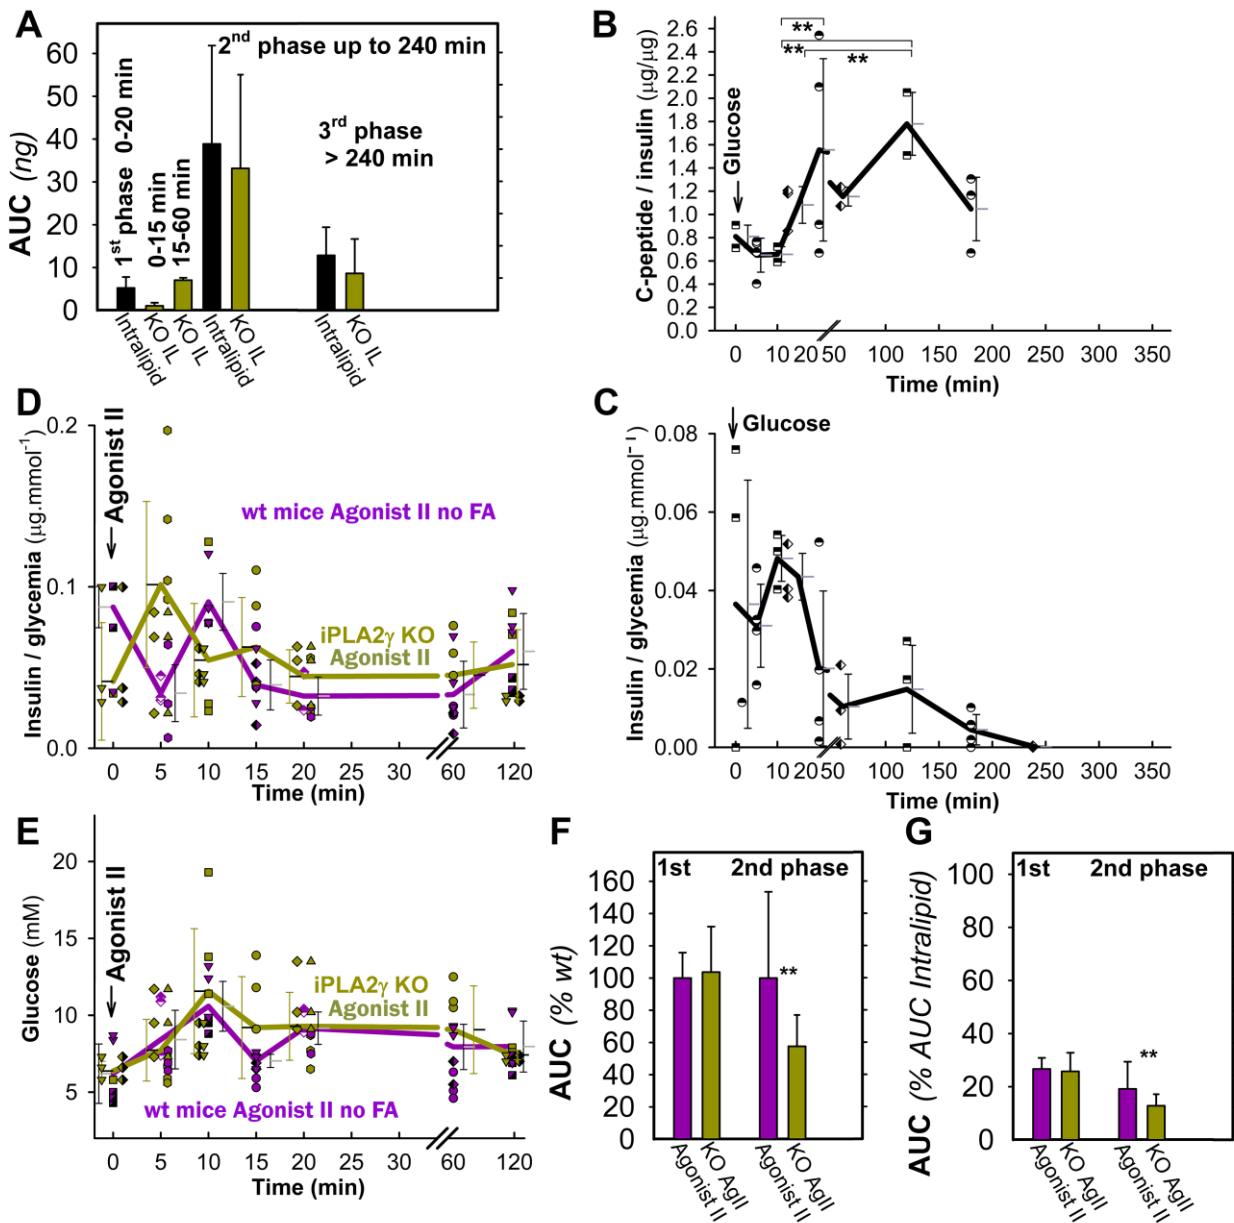 A
AUC (ng)
60
50
40
30
20
10
0
1st phase 0-20 min
0-15 min
15-60 min
2nd phase up to 240 min
3rd phase
> 240 min
Intralipid
KO IL
KO IL
Intralipid
KO IL
Intralipid
KO IL
B
C-peptide / insulin (µg/µg)
2.6
2.4
2.2
2.0
1.8
1.6
1.4
1.2
1.0
0.8
0.6
0.4
0.2
0.0
Glucose
**
**
**
0 10 20 50 100 150 200 250 300 350
Time (min)
D
Insulin / glycemia (µg.mmol-1)
0.2
0.1
0.0
Agonist II
wt mice Agonist II no FA
iPLA2γ KO
Agonist II
0 5 10 15 20 30 60 120
Time (min)
C
Insulin / glycemia (µg.mmol-1)
0.08
0.06
0.04
0.02
0.00
Glucose
0 10 20 50 100 150 200 250 300 350
Time (min)
E
Glucose (mM)
20
15
10
5
Agonist II
iPLA2γ KO
Agonist II
wt mice Agonist II no FA
0 5 10 15 20 30 60 120
Time (min)
F
AUC (% wt)
160
140
120
100
80
60
40
20
0
1st 2nd phase
**
Agonist II
KO AgII
Agonist II
KO AgII
G
AUC (% AUC Intralipid)
100
80
60
40
20
0
1st 2nd phase
**
Agonist II
KO AgII
Agonist II
KO AgII